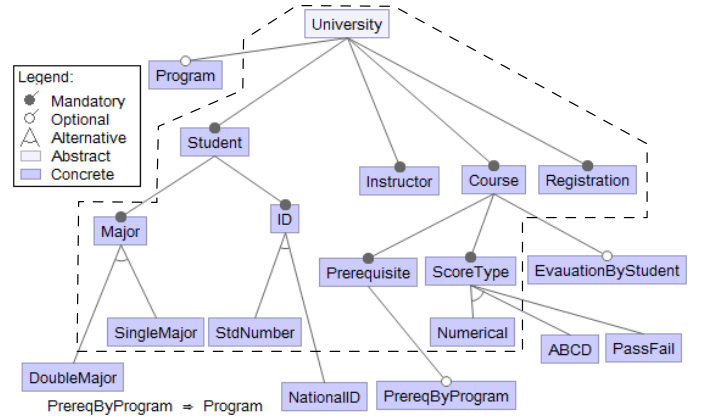 University
Program
Legend:
Mandatory
Optional
Alternative
Abstract
Concrete
Student
Instructor
Course
Registration
Major
ID
Prerequisite
ScoreType
EvauationByStudent
SingleMajor
StdNumber
Numerical
ABCD
PassFail
DoubleMajor
NationalID
PrereqByProgram
PrereqByProgram ⇒ Program